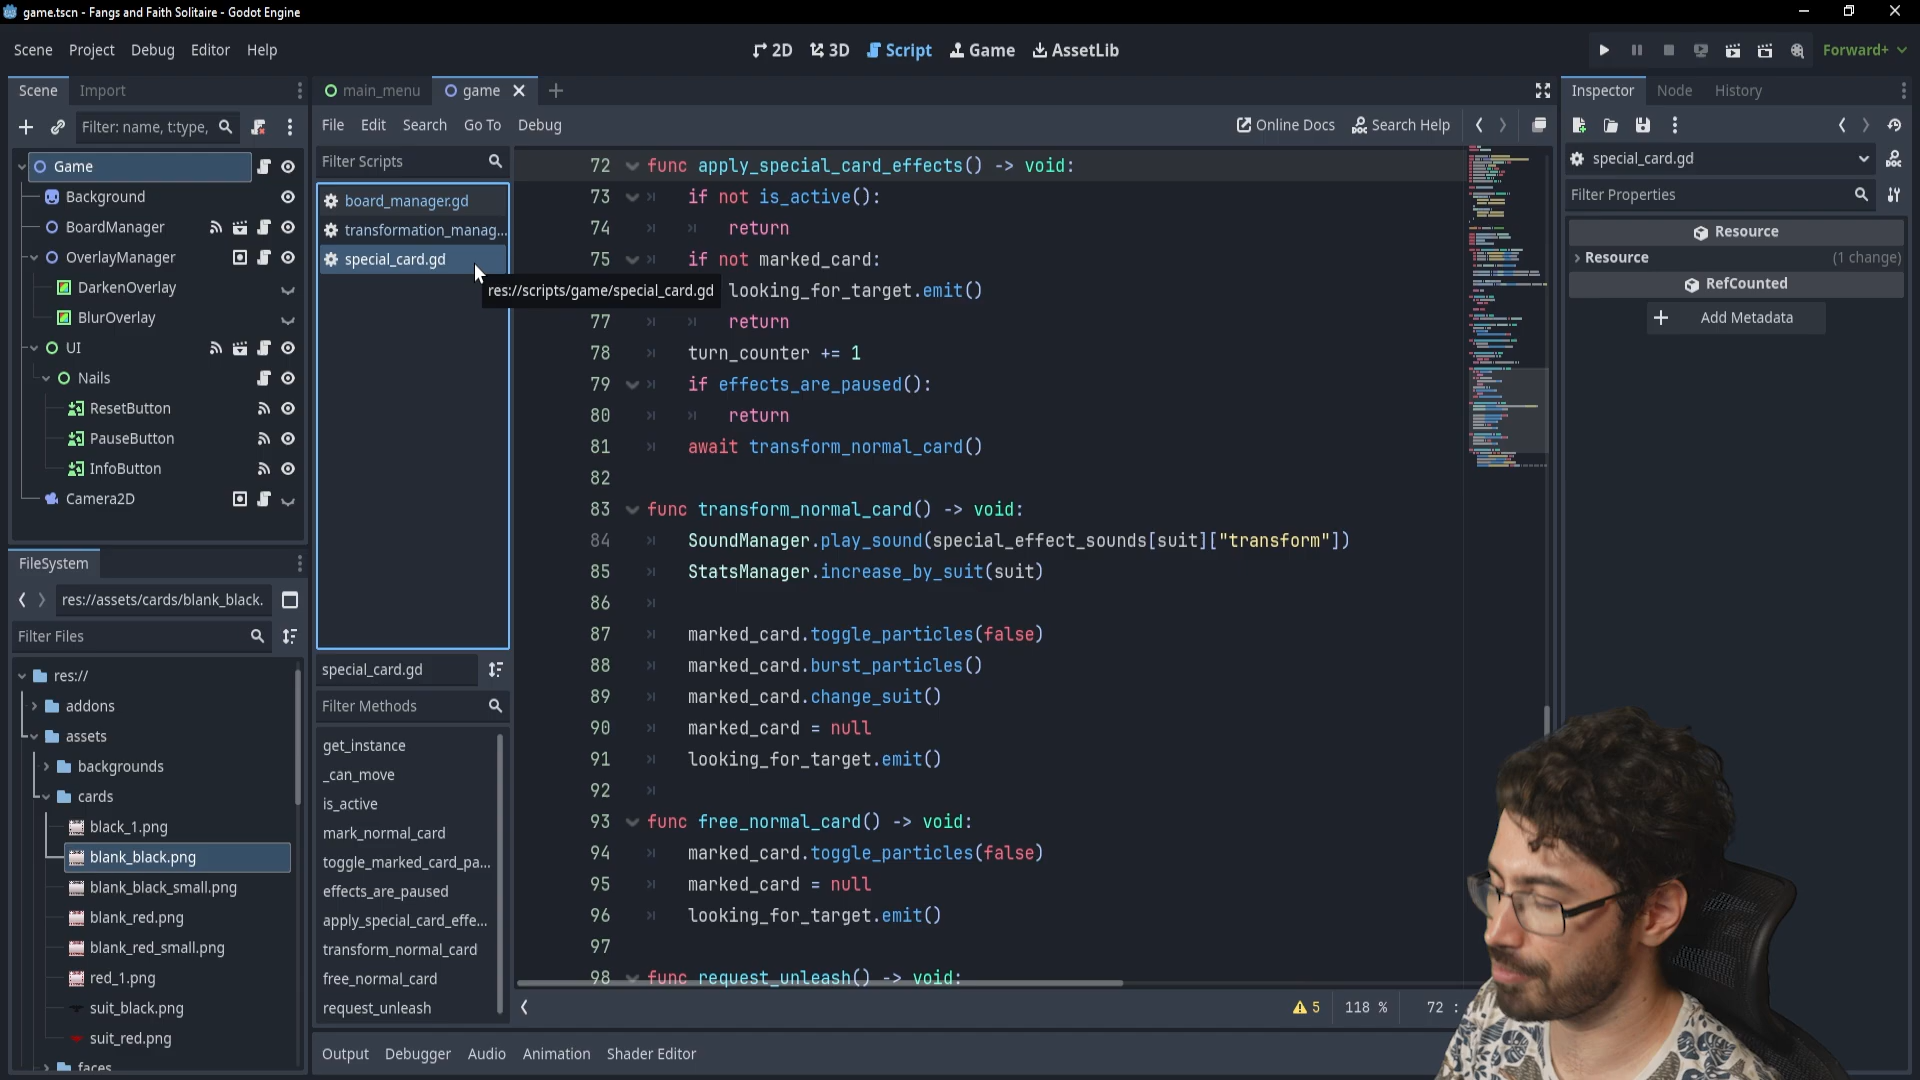 game.tscn - Fangs and Faith Solitaire - Godot Engine
Scene Project Debug Editor Help
2D 3D Script Game AssetLib
Forward+
Scene Import
Filter: name, t:type,
Game
Background
BoardManager
OverlayManager
DarkenOverlay
BlurOverlay
UI
Nails
ResetButton
PauseButton
InfoButton
Camera2D
FileSystem
res://assets/cards/blank_black.
Filter Files
res://
addons
assets
backgrounds
cards
black_1.png
blank_black.png
blank_black_small.png
blank_red.png
blank_red_small.png
red_1.png
suit_black.png
suit_red.png
faces
main_menu game
File Edit Search Go To Debug
Online Docs Search Help
Filter Scripts
board_manager.gd
transformation_manag...
special_card.gd
res://scripts/game/special_card.gd
special_card.gd
Filter Methods
get_instance
_can_move
is_active
mark_normal_card
toggle_marked_card_pa...
effects_are_paused
apply_special_card_effe...
transform_normal_card
free_normal_card
request_unleash
72 func apply_special_card_effects() -> void:
73 if not is_active():
74 return
75 if not marked_card:
looking_for_target.emit()
77 return
78 turn_counter += 1
79 if effects_are_paused():
80 return
81 await transform_normal_card()
82
83 func transform_normal_card() -> void:
84 SoundManager.play_sound(special_effect_sounds[suit]["transform"])
85 StatsManager.increase_by_suit(suit)
86
87 marked_card.toggle_particles(false)
88 marked_card.burst_particles()
89 marked_card.change_suit()
90 marked_card = null
91 looking_for_target.emit()
92
93 func free_normal_card() -> void:
94 marked_card.toggle_particles(false)
95 marked_card = null
96 looking_for_target.emit()
97
98 func request_unleash() -> void:
5 118 % 72 :
Output Debugger Audio Animation Shader Editor
Inspector Node History
special_card.gd
Filter Properties
Resource
Resource (1 change)
RefCounted
Add Metadata